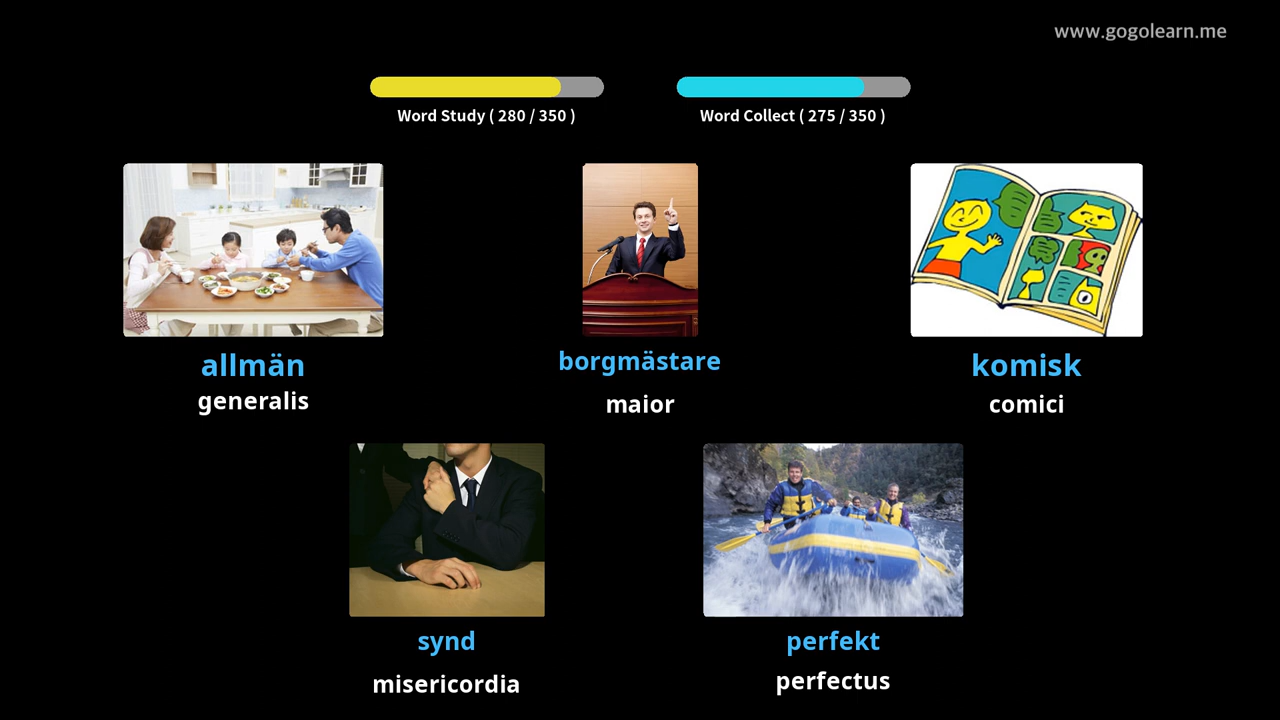 www.gogolearn.me
Word Study ( 280 / 350 )
Word Collect ( 275 / 350 )
allmän
generalis
borgmästare
maior
komisk
comici
synd
misericordia
perfekt
perfectus